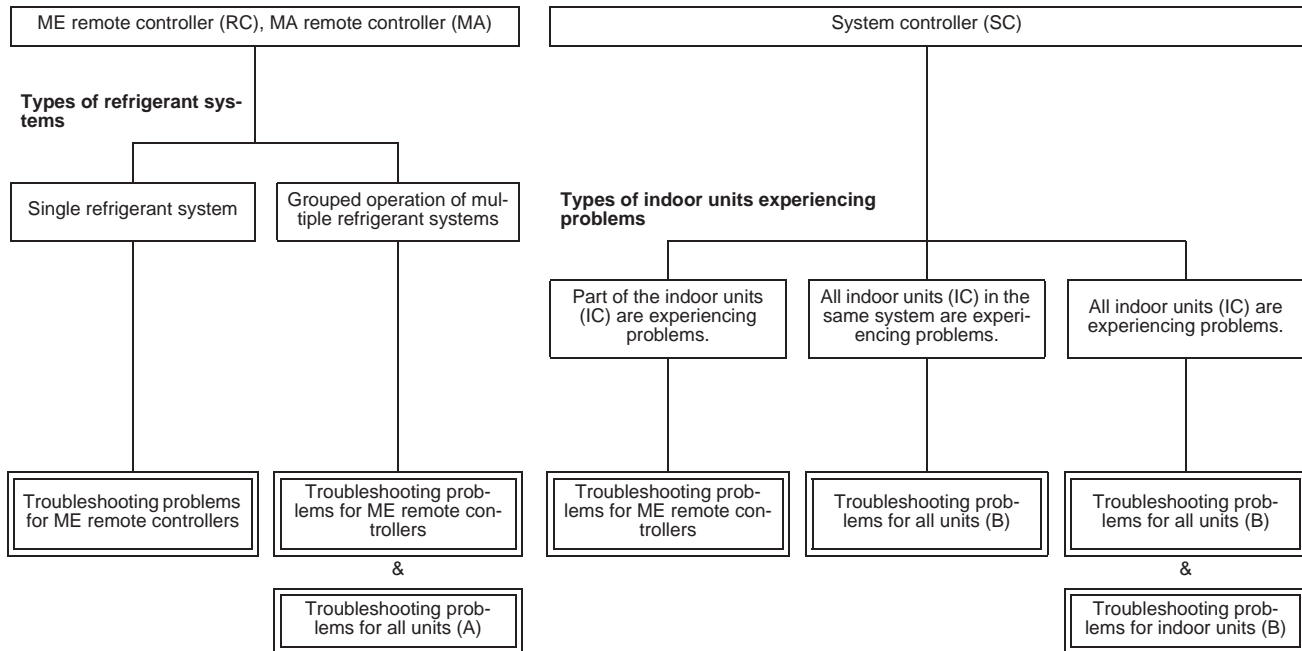 ME remote controller (RC), MA remote controller (MA)
System controller (SC)
Types of refrigerant sys-
tems
Single refrigerant system
Grouped operation of mul-
tiple refrigerant systems
Types of indoor units experiencing
problems
Part of the indoor units
(IC) are experiencing
problems.
All indoor units (IC) in the
same system are experi-
encing problems.
All indoor units (IC) are
experiencing problems.
Troubleshooting problems
for ME remote controllers
Troubleshooting prob-
lems for ME remote con-
trollers
&
Troubleshooting prob-
lems for all units (A)
Troubleshooting prob-
lems for ME remote con-
trollers
Troubleshooting prob-
lems for all units (B)
Troubleshooting prob-
lems for all units (B)
&
Troubleshooting prob-
lems for indoor units (B)